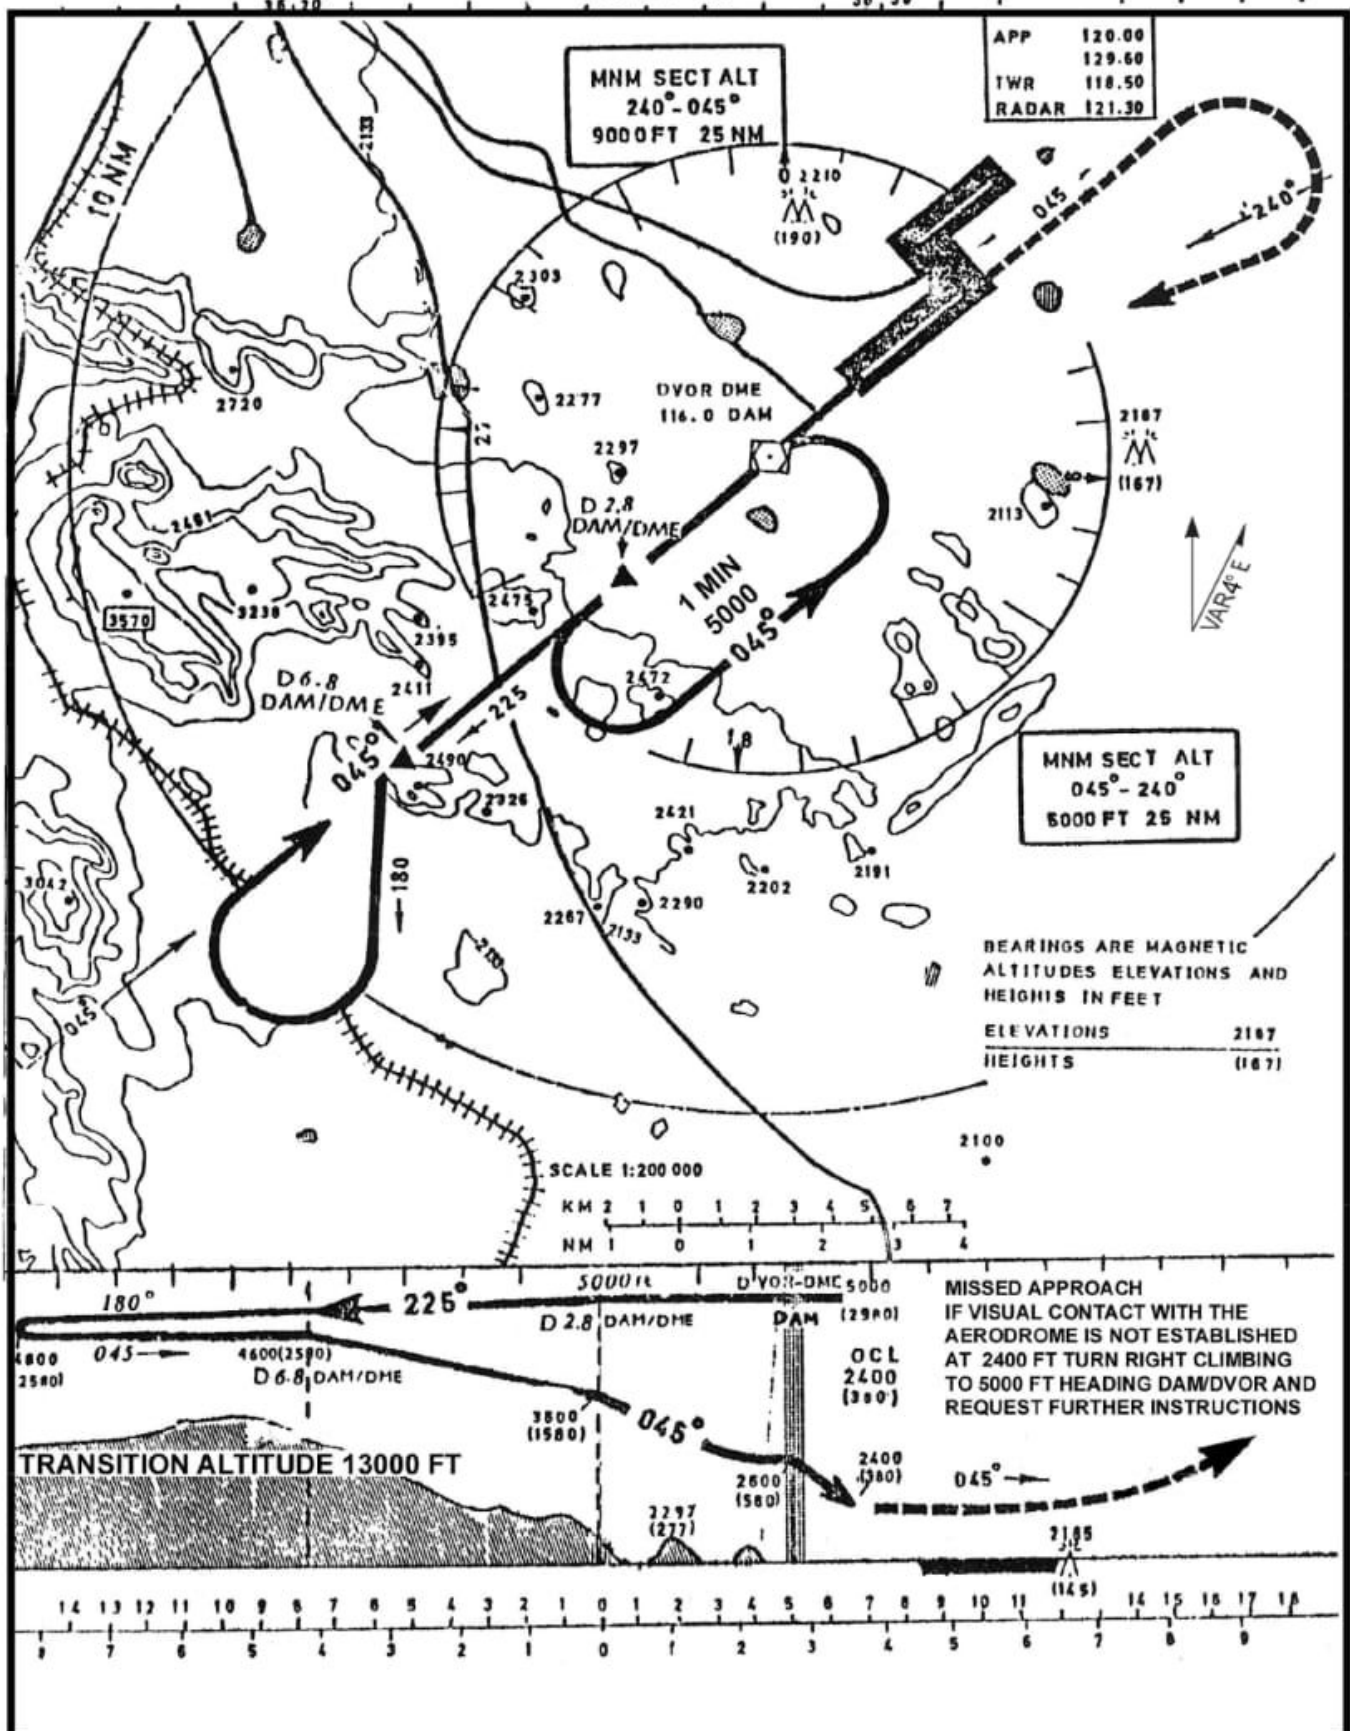 APP 120.00
129.60
TWR 118.50
RADAR 121.30
MNM SECT ALT
240°-045°
9000FT 25 NM
10 NM
2133
0 2210
(190)
045
240°
2303
2720
2277
27
DVOR DME
116.0 DAM
2297
D 2.8
DAM/DME
2187
(167)
2113
2461
3570
3238
2395
2411
2475
1 MIN
5000
045°
2472
VAR4°E
D 6.8
DAM/DME
225
045°
2490
2326
18
MNM SECT ALT
045°-240°
5000 FT 25 NM
180
2421
2191
2202
2290
2267
2133
3042
045
BEARINGS ARE MAGNETIC
ALTITUDES ELEVATIONS AND
HEIGHTS IN FEET
ELEVATIONS 2187
HEIGHTS (167)
2100
SCALE 1:200 000
KM 2 1 0 1 2 3 4 5 6 7
NM 1 0 1 2 3 4
180°
225°
5000 ft
DVOR-DME 5000
(2980)
D 2.8 DAM/DME
DAM
045
4600(2580)
D 6.8 DAM/DME
OCL
2400
(380)
MISSED APPROACH
IF VISUAL CONTACT WITH THE
AERODROME IS NOT ESTABLISHED
AT 2400 FT TURN RIGHT CLIMBING
TO 5000 FT HEADING DAM/DVOR AND
REQUEST FURTHER INSTRUCTIONS
3600
(1580)
045°
TRANSITION ALTITUDE 13000 FT
2600
(580)
2400
(380)
045°
2297
(277)
2165
(145)
14 13 12 11 10 9 8 7 6 5 4 3 2 1 0 1 2 3 4 5 6 7 8 9 10 11 14 15 16 17 18
8 7 6 5 4 3 2 1 0 1 2 3 4 5 6 7 8 9